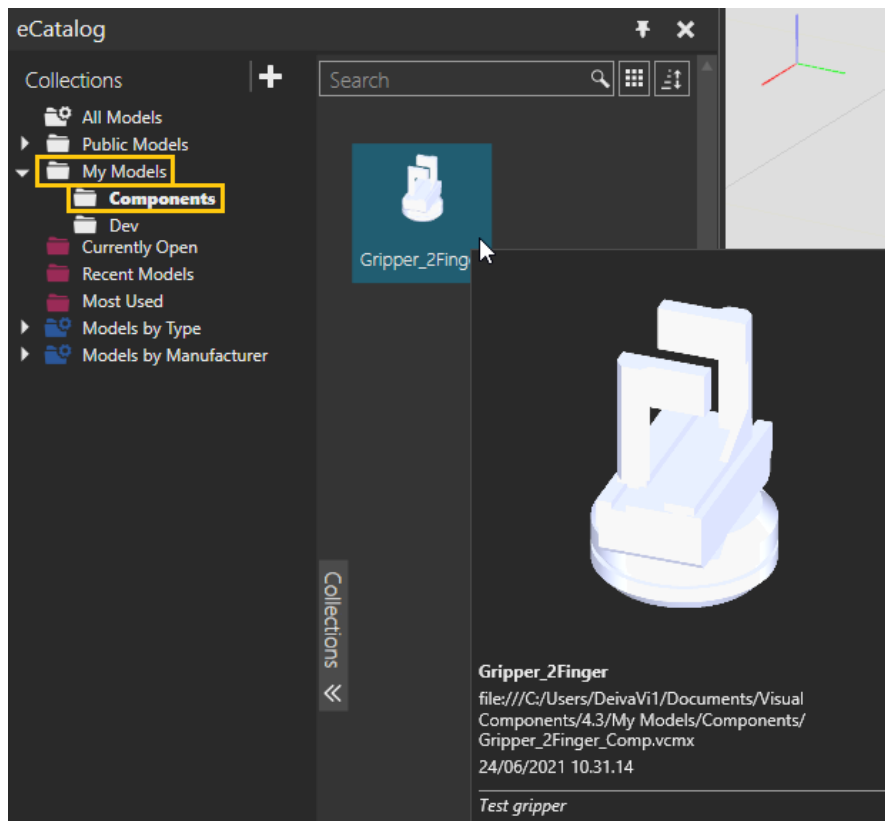 eCatalog
Collections
Search
All Models
Public Models
My Models
Components
Dev
Currently Open
Recent Models
Most Used
Models by Type
Models by Manufacturer
Gripper_2Fing
Collections
Gripper_2Finger
file:///C:/Users/DeivaVi1/Documents/Visual
Components/4.3/My Models/Components/
Gripper_2Finger_Comp.vcmx
24/06/2021 10.31.14
Test gripper